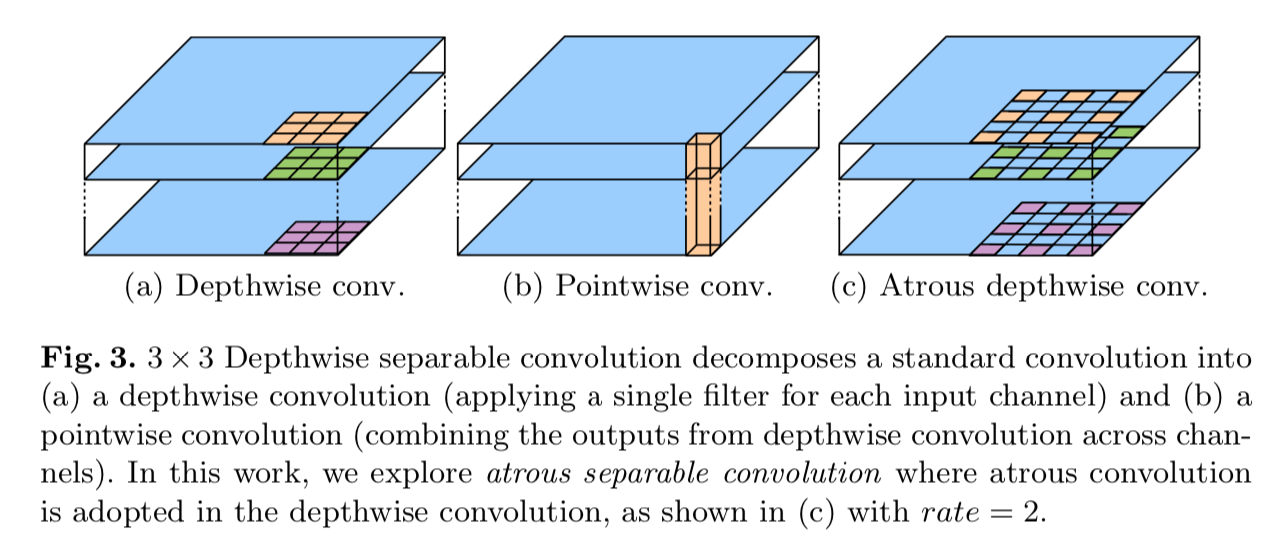 (a) Depthwise conv. (b) Pointwise conv. (c) Atrous depthwise conv.
Fig. 3. 3 × 3 Depthwise separable convolution decomposes a standard convolution into
(a) a depthwise convolution (applying a single filter for each input channel) and (b) a
pointwise convolution (combining the outputs from depthwise convolution across chan-
nels). In this work, we explore atrous separable convolution where atrous convolution
is adopted in the depthwise convolution, as shown in (c) with rate = 2.